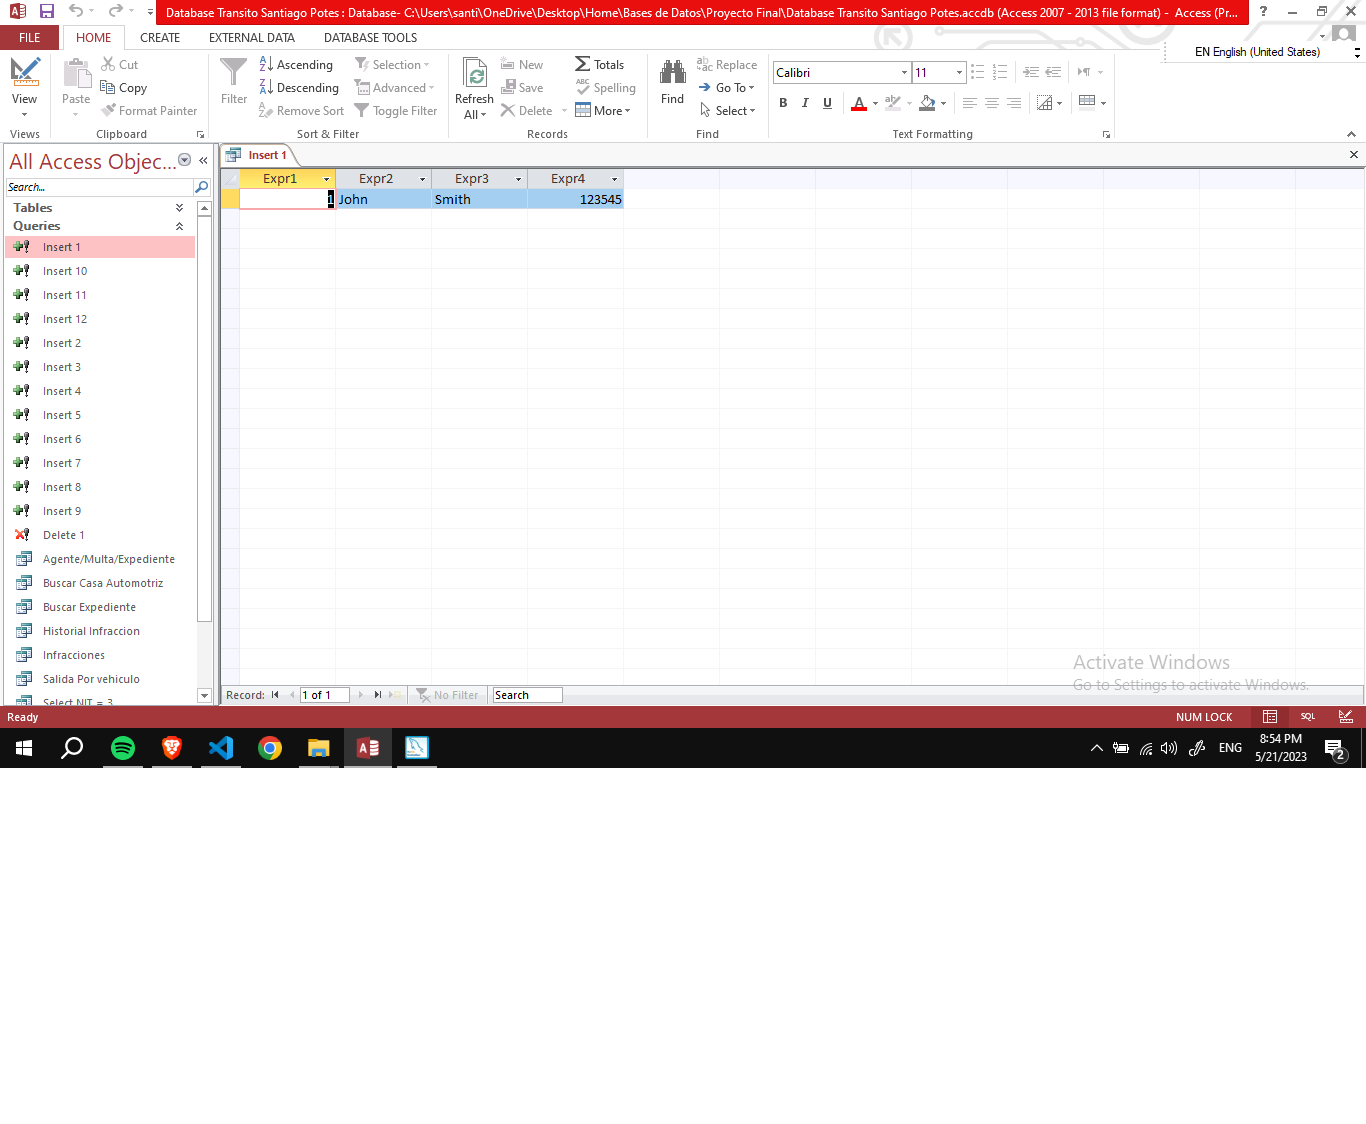 Database Transito Santiago Potes : Database- C:\Users\santi\OneDrive\Desktop\Home\Bases de Datos\Proyecto Final\Database Transito Santiago Potes.accdb (Access 2007 - 2013 file format) - Access (Pr...
FILE HOME CREATE EXTERNAL DATA DATABASE TOOLS
EN English (United States)
View
Views
Paste
Cut
Copy
Format Painter
Clipboard
Filter
Ascending
Descending
Remove Sort
Selection
Advanced
Toggle Filter
Sort & Filter
Refresh
All
New
Save
Delete
Totals
Spelling
More
Records
Find
Replace
Go To
Select
Find
Calibri 11
B I U A
Text Formatting
All Access Objec...
Search...
Tables
Queries
Insert 1
Insert 10
Insert 11
Insert 12
Insert 2
Insert 3
Insert 4
Insert 5
Insert 6
Insert 7
Insert 8
Insert 9
Delete 1
Agente/Multa/Expediente
Buscar Casa Automotriz
Buscar Expediente
Historial Infraccion
Infracciones
Salida Por vehiculo
Select NIT = 3
Insert 1
Expr1 Expr2 Expr3 Expr4
1 John Smith 123545
Activate Windows
Go to Settings to activate Windows.
Record: 1 of 1 No Filter Search
Ready NUM LOCK SQL
ENG
8:54 PM
5/21/2023
2